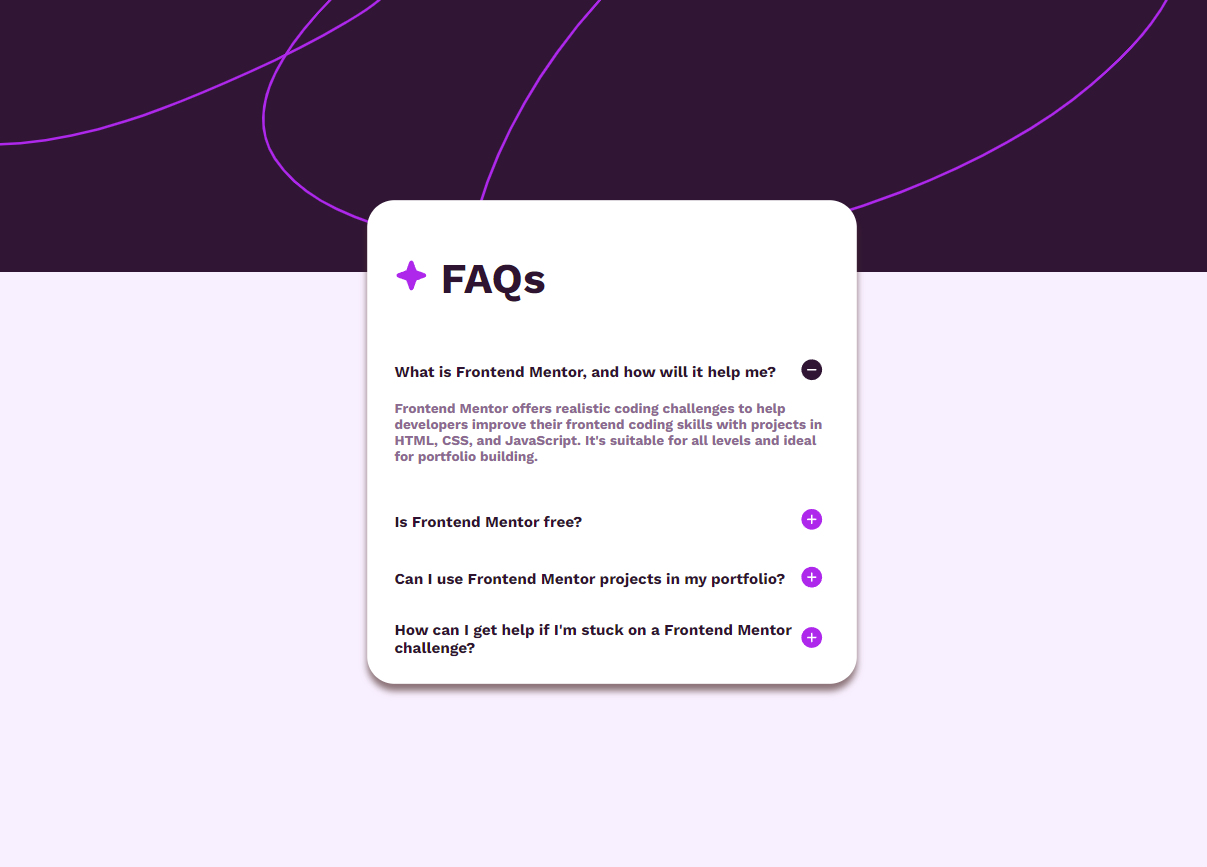 FAQs
What is Frontend Mentor, and how will it help me?
Frontend Mentor offers realistic coding challenges to help
developers improve their frontend coding skills with projects in
HTML, CSS, and JavaScript. It's suitable for all levels and ideal
for portfolio building.
Is Frontend Mentor free?
Can I use Frontend Mentor projects in my portfolio?
How can I get help if I'm stuck on a Frontend Mentor
challenge?